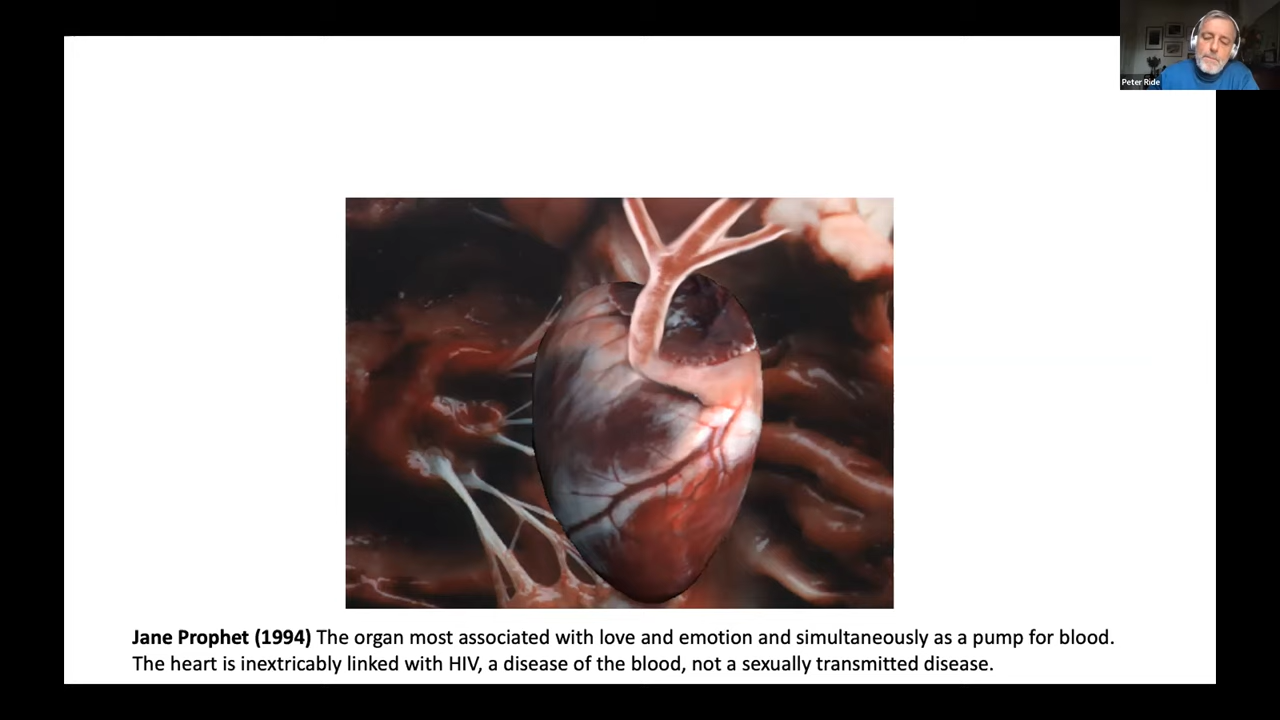 Peter Ride
Jane Prophet (1994) The organ most associated with love and emotion and simultaneously as a pump for blood.
The heart is inextricably linked with HIV, a disease of the blood, not a sexually transmitted disease.